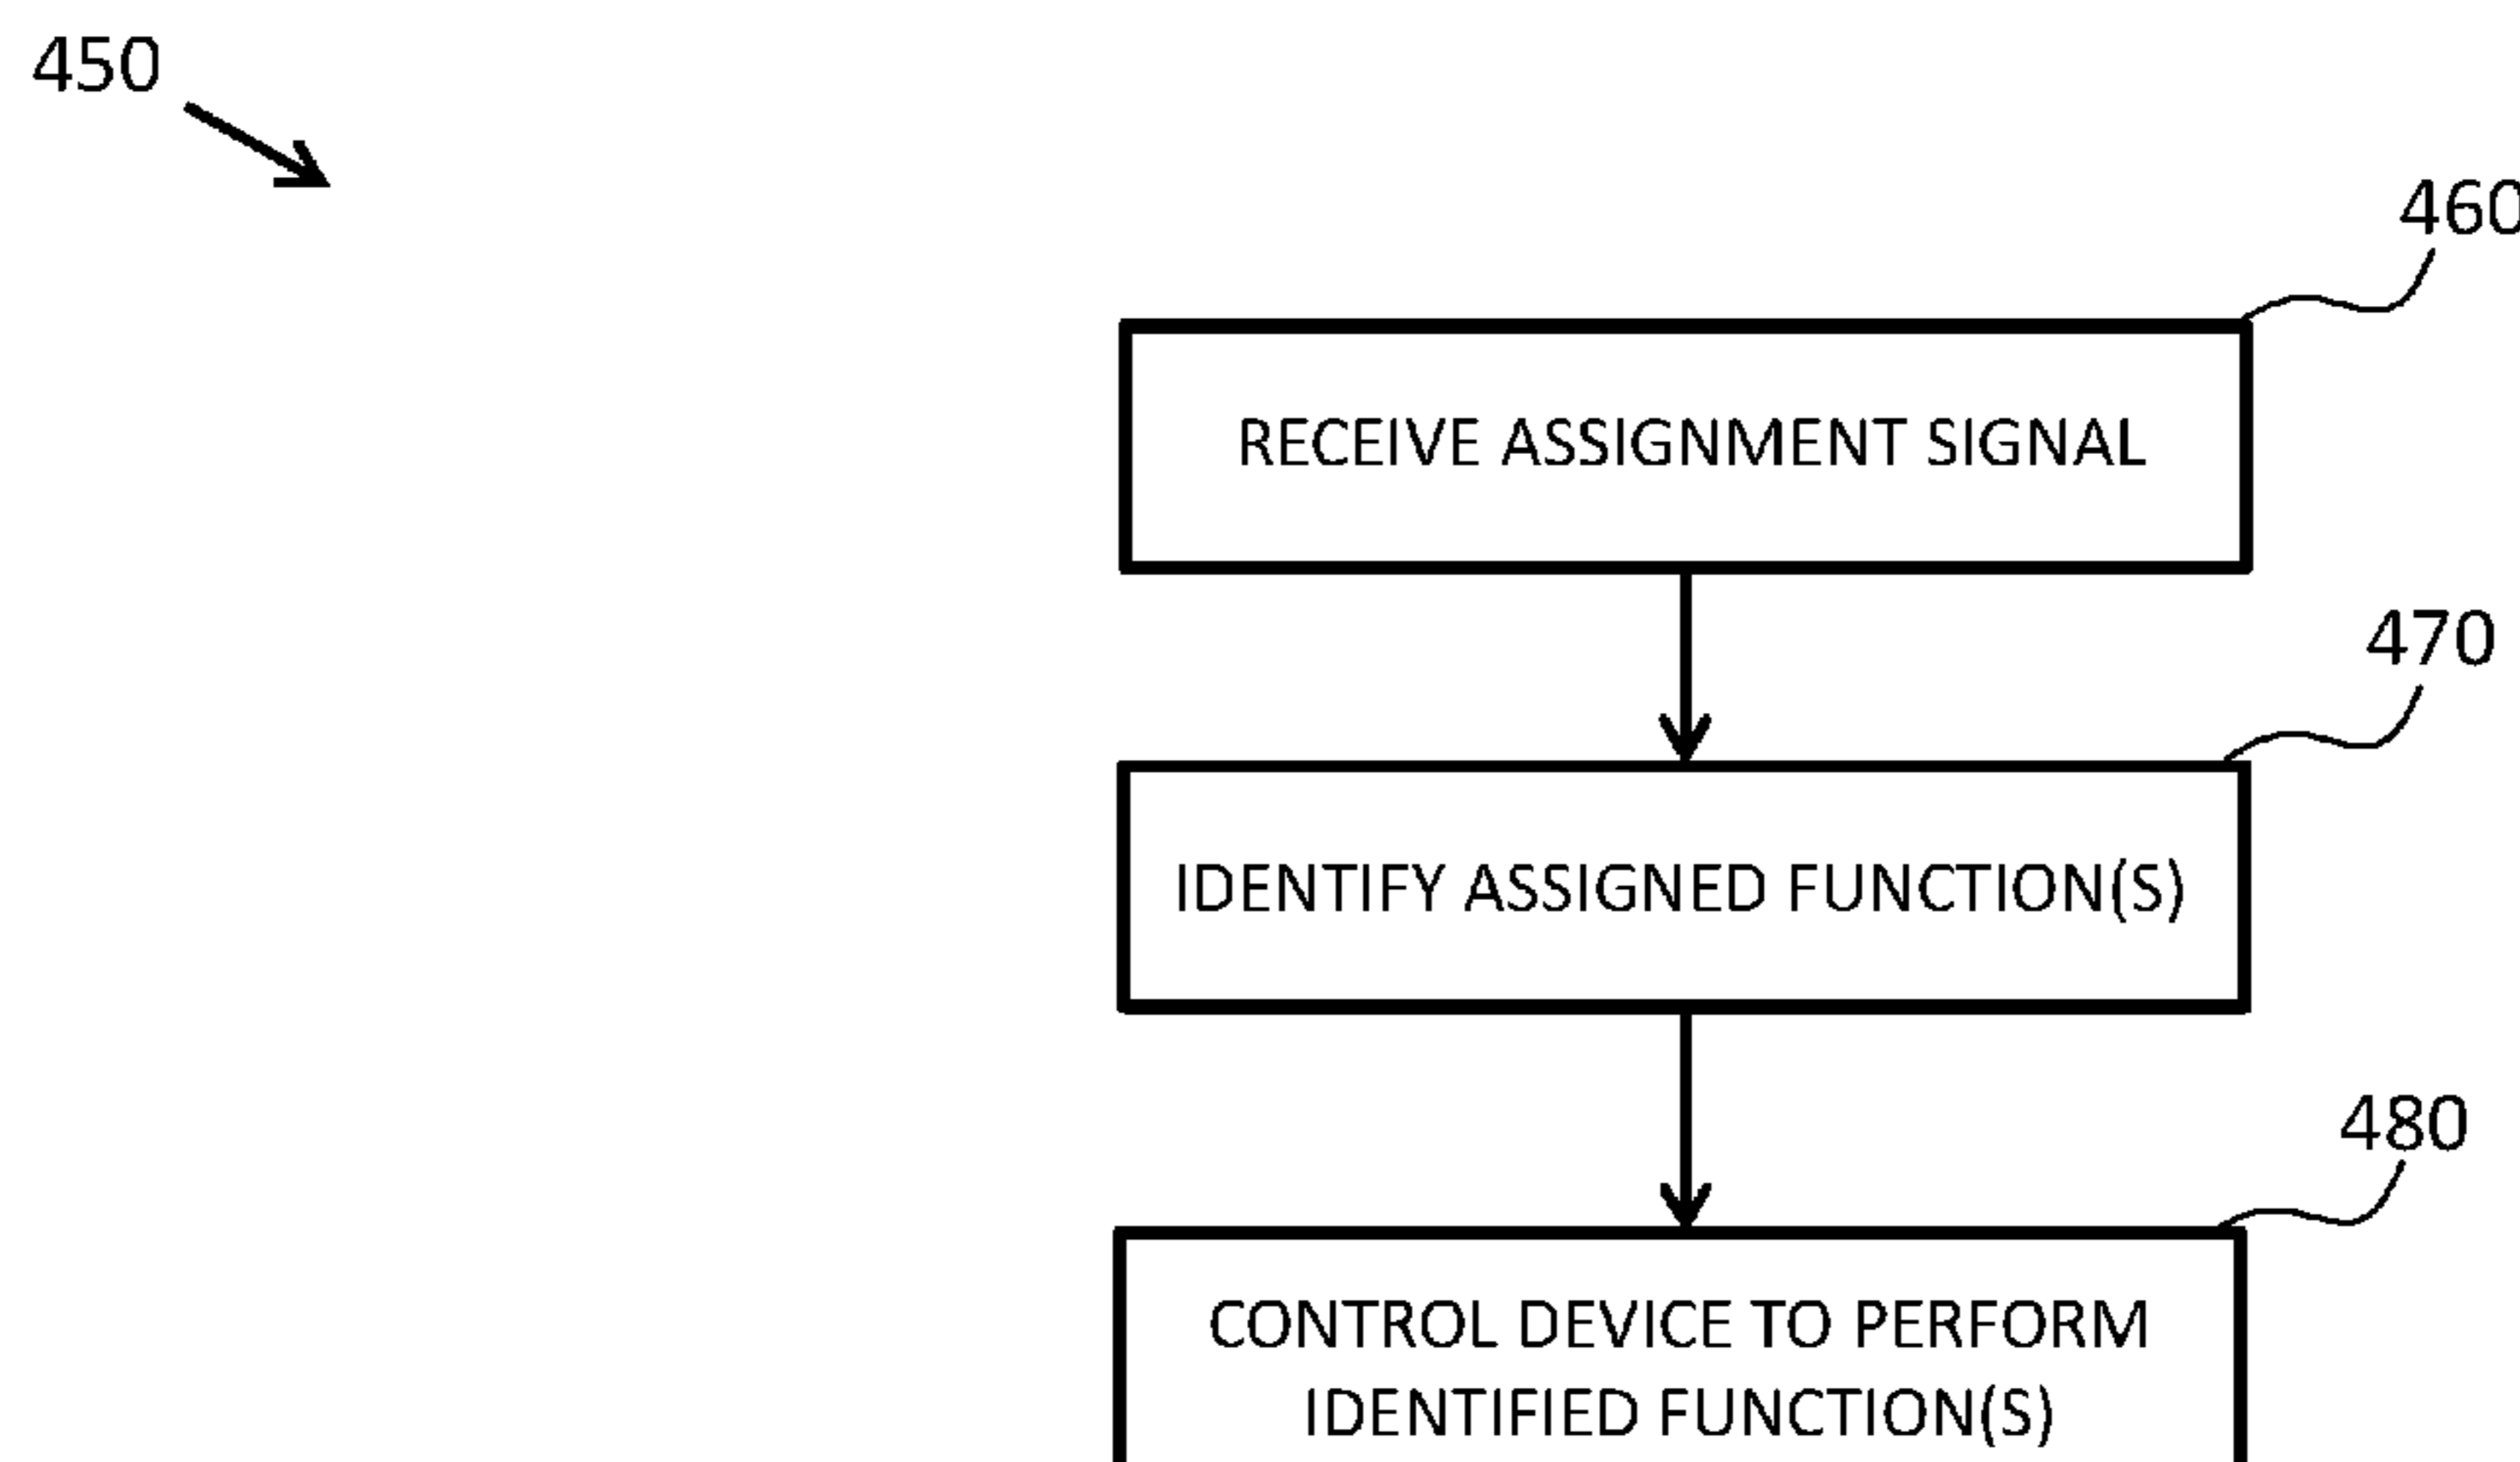 450
460
RECEIVE ASSIGNMENT SIGNAL
470
IDENTIFY ASSIGNED FUNCTION(S)
480
CONTROL DEVICE TO PERFORM
IDENTIFIED FUNCTION(S)